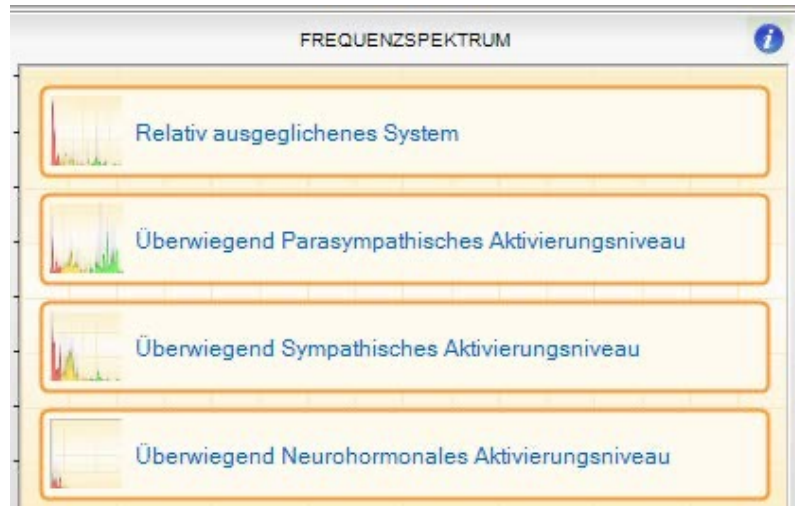 FREQUENZSPEKTRUM
i
Relativ ausgeglichenes System
Überwiegend Parasympathisches Aktivierungsniveau
Überwiegend Sympathisches Aktivierungsniveau
Überwiegend Neurohormonales Aktivierungsniveau